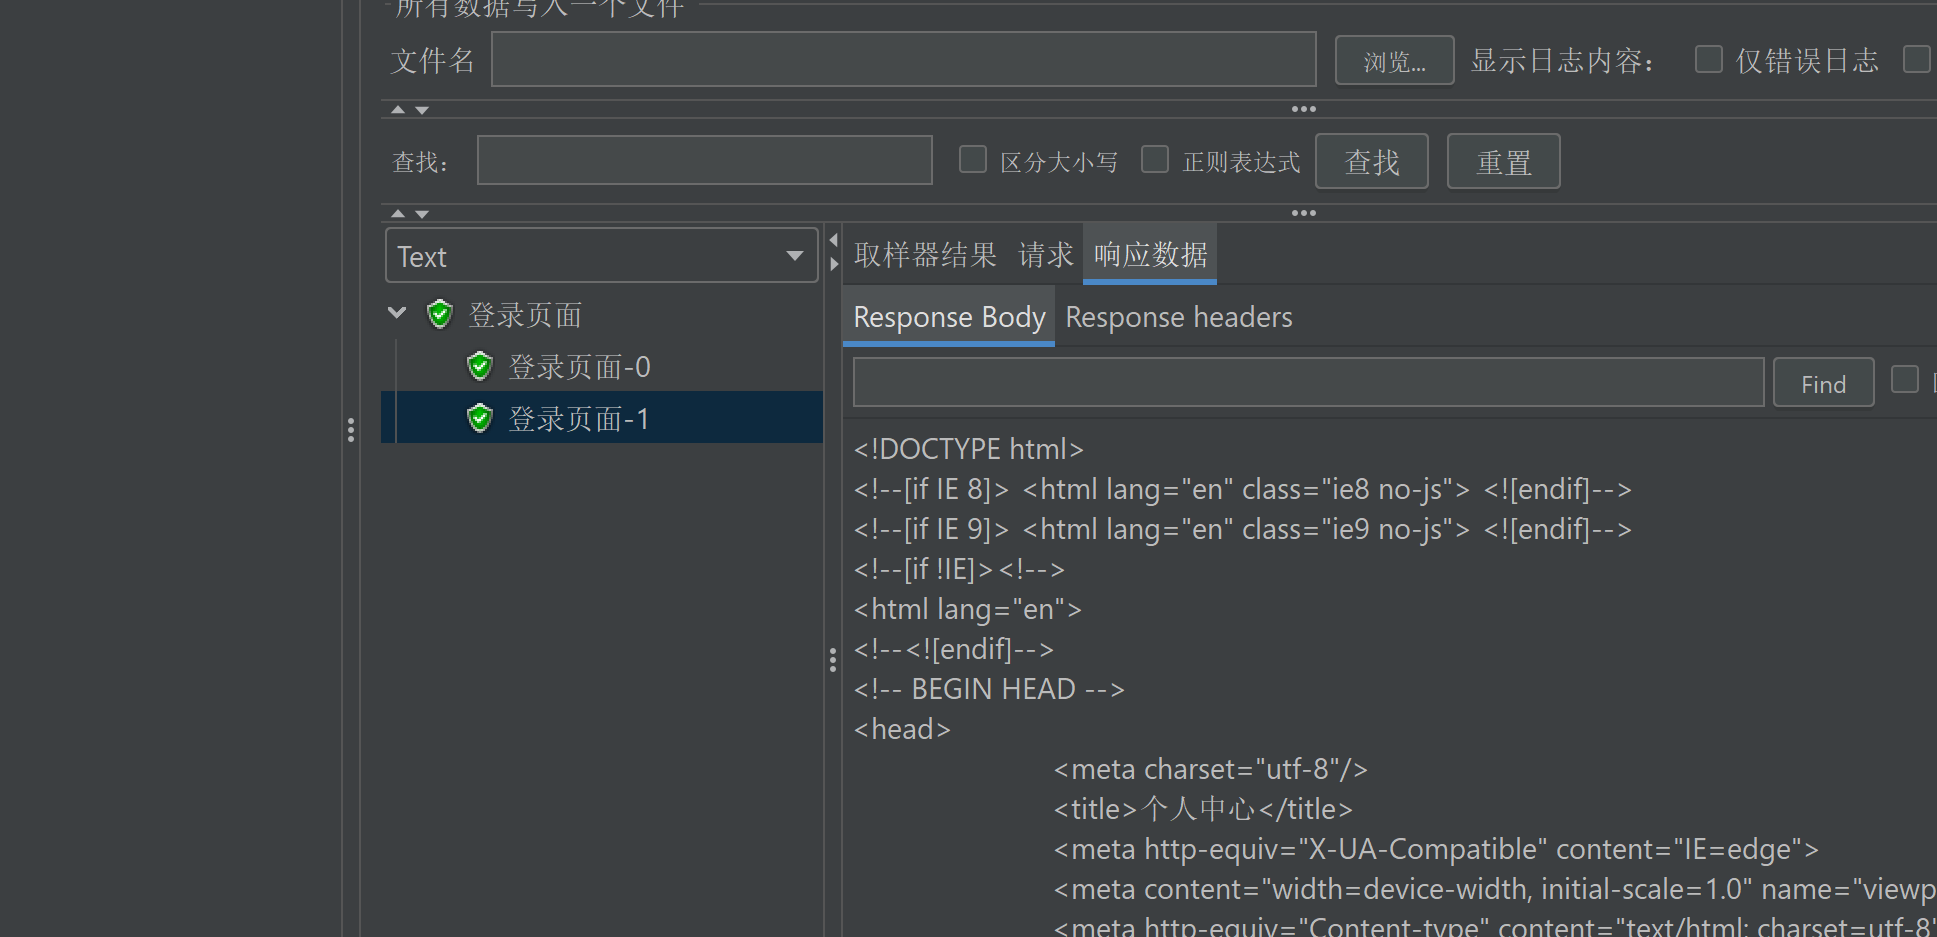 所有数据写入一个文件
文件名 浏览... 显示日志内容： 仅错误日志
查找： 区分大小写 正则表达式 查找 重置
Text
登录页面
登录页面-0
登录页面-1
取样器结果 请求 响应数据
Response Body Response headers
Find
<!DOCTYPE html>
<!--[if IE 8]> <html lang="en" class="ie8 no-js"> <![endif]-->
<!--[if IE 9]> <html lang="en" class="ie9 no-js"> <![endif]-->
<!--[if !IE]><!-->
<html lang="en">
<!--<![endif]-->
<!-- BEGIN HEAD -->
<head>
<meta charset="utf-8"/>
<title>个人中心</title>
<meta http-equiv="X-UA-Compatible" content="IE=edge">
<meta content="width=device-width, initial-scale=1.0" name="viewp
<meta http-equiv="Content-type" content="text/html; charset=utf-8"